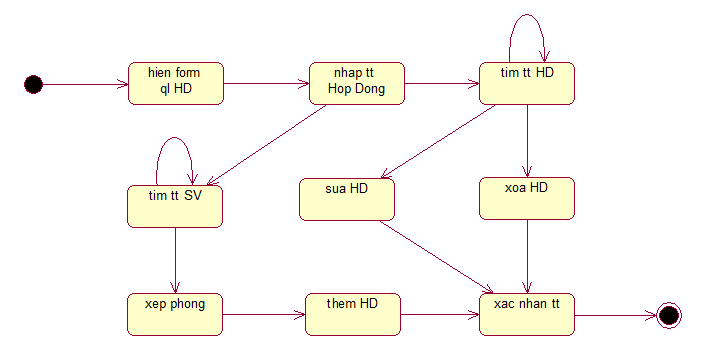 hien form
ql HD
nhap tt
Hop Dong
tim tt HD
tim tt SV
sua HD
xoa HD
xep phong
them HD
xac nhan tt